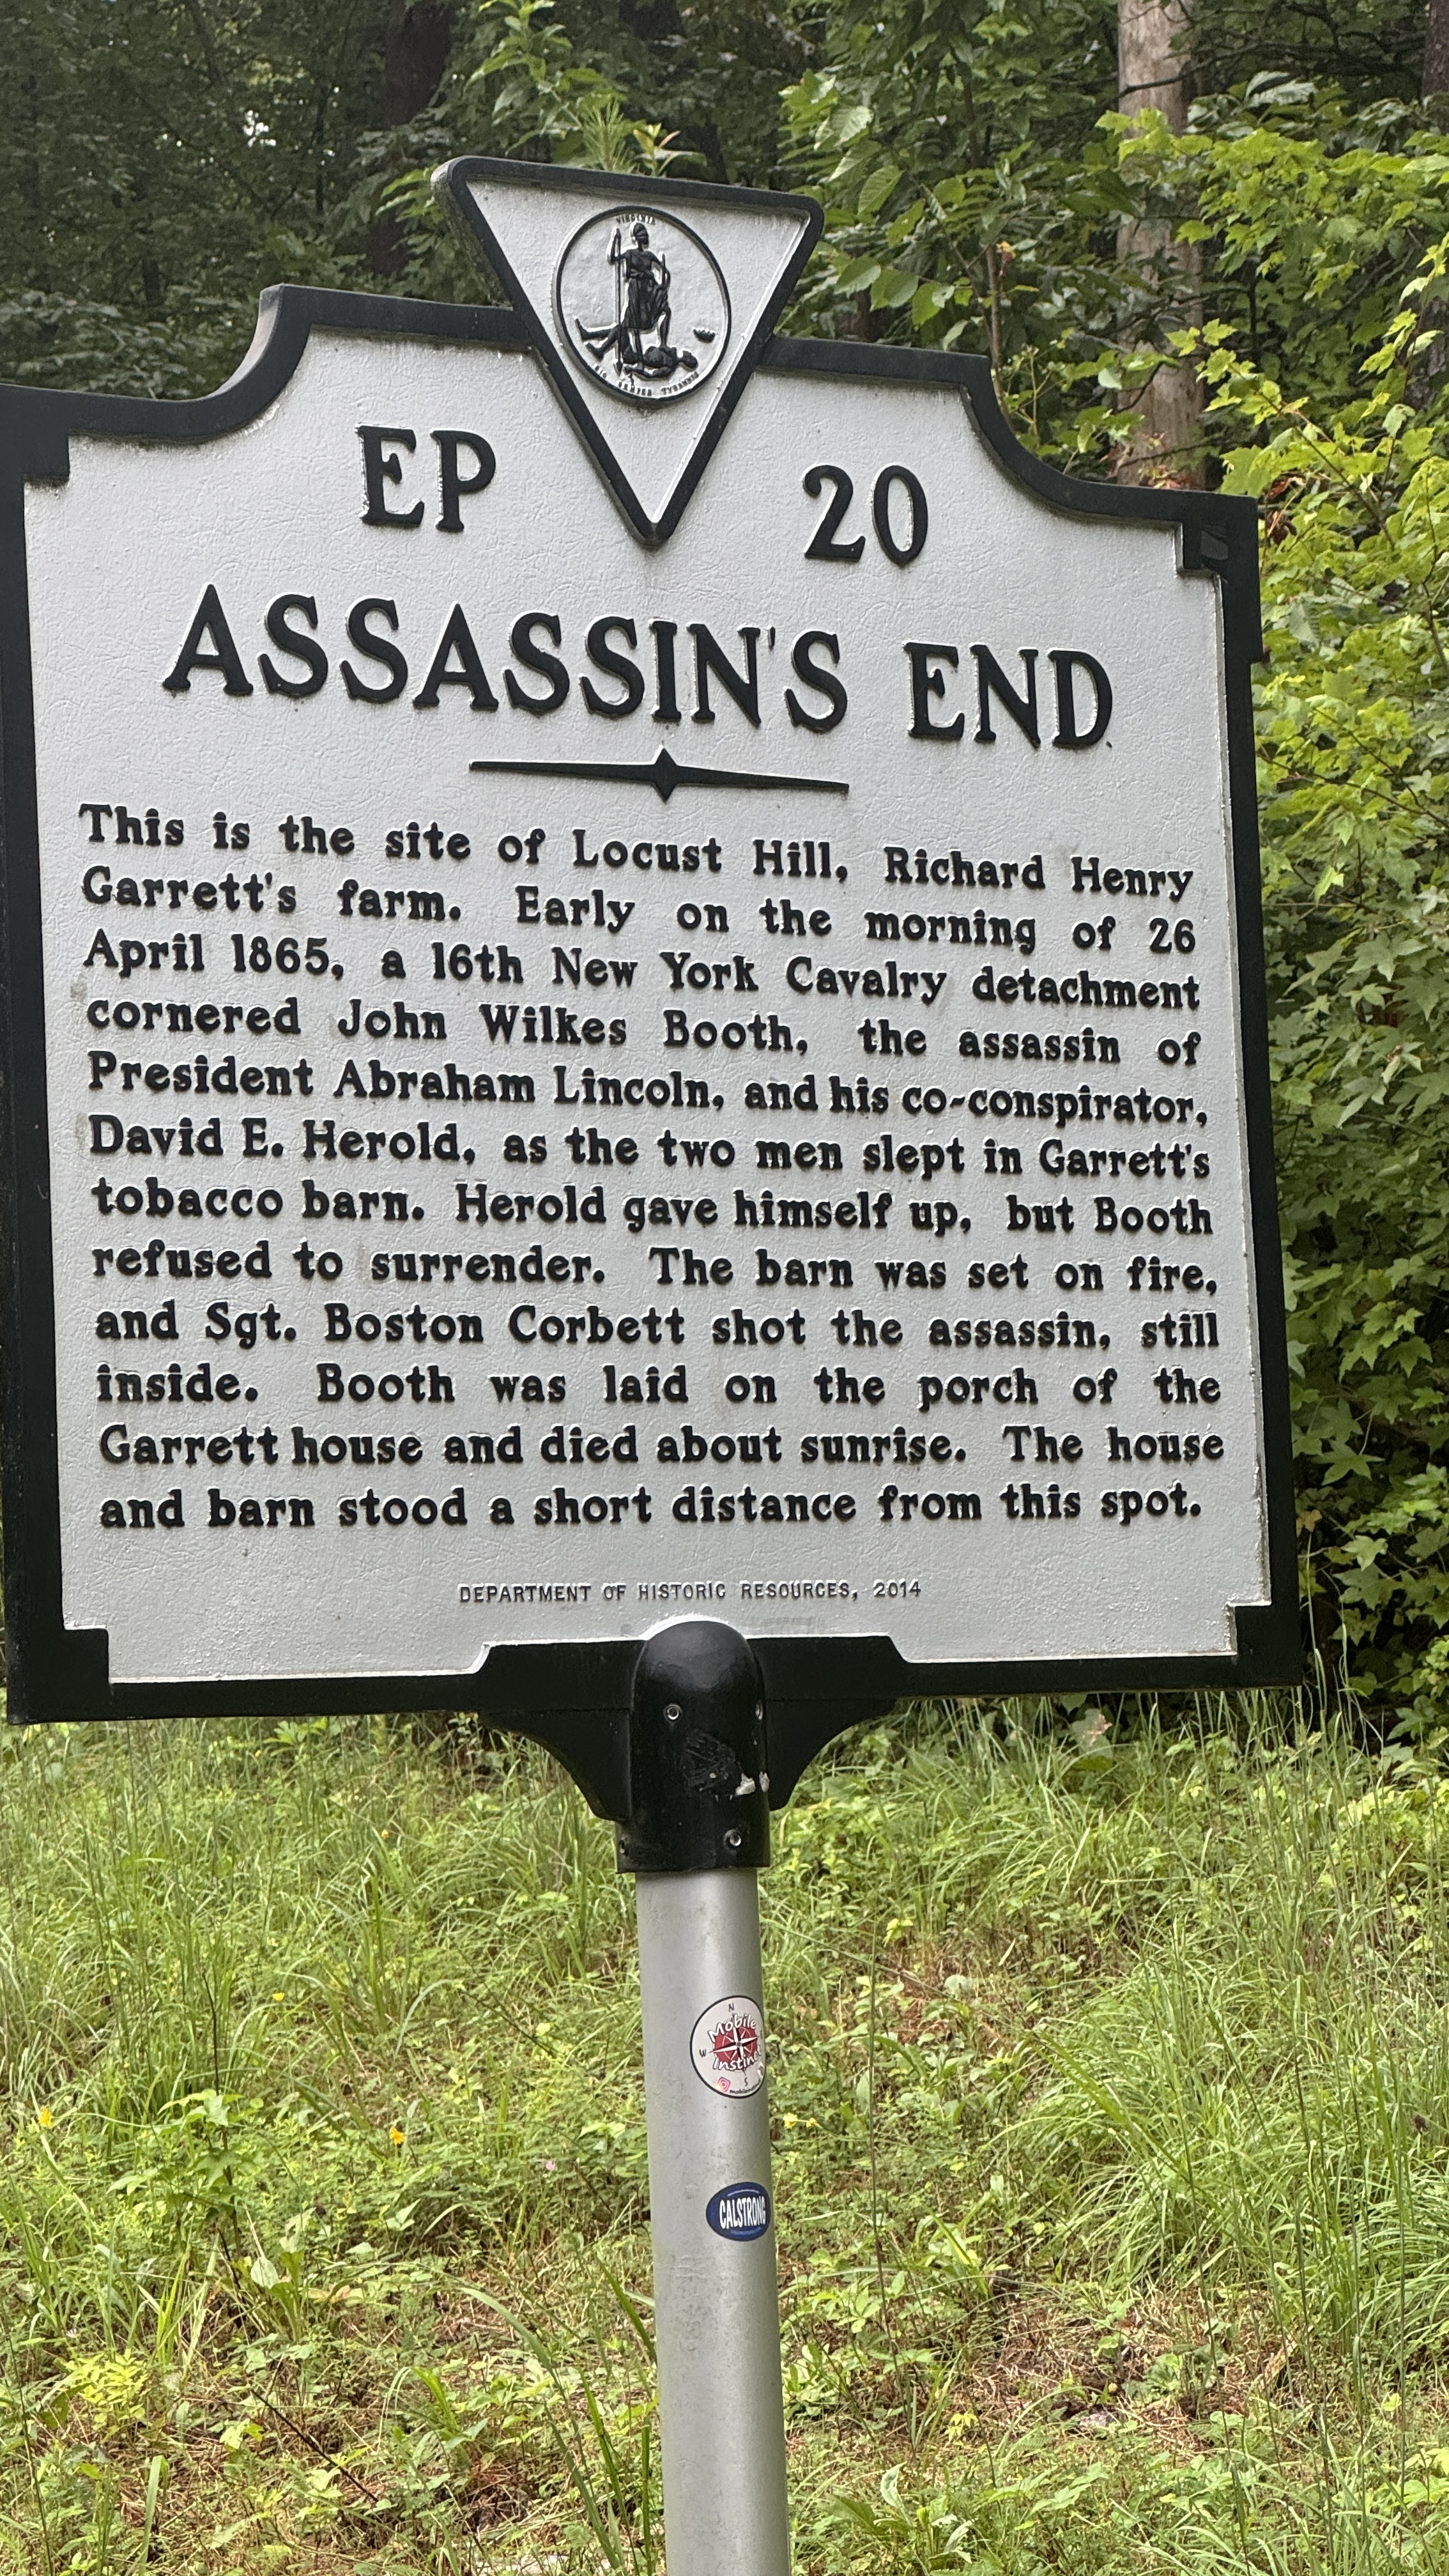 VIRGINIA
SIC SEMPER TYRANNIS
EP 20
ASSASSIN'S END
This is the site of Locust Hill, Richard Henry
Garrett's farm. Early on the morning of 26
April 1865, a 16th New York Cavalry detachment
cornered John Wilkes Booth, the assassin of
President Abraham Lincoln, and his co-conspirator,
David E. Herold, as the two men slept in Garrett's
tobacco barn. Herold gave himself up, but Booth
refused to surrender. The barn was set on fire,
and Sgt. Boston Corbett shot the assassin, still
inside. Booth was laid on the porch of the
Garrett house and died about sunrise. The house
and barn stood a short distance from this spot.
DEPARTMENT OF HISTORIC RESOURCES, 2014
N
Mobile
W
S
CALSTRONG